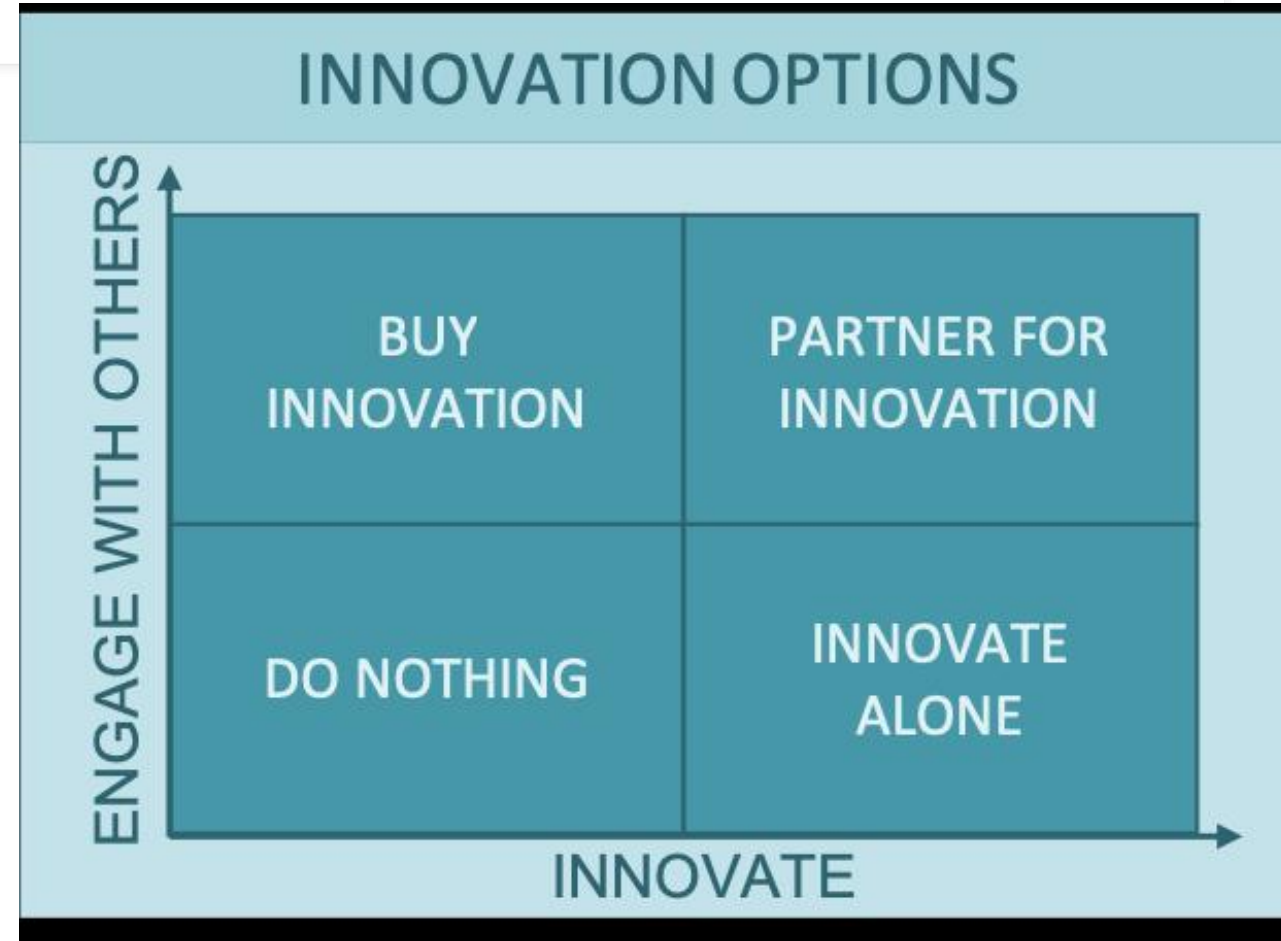 INNOVATION OPTIONS
ENGAGE WITH OTHERS
BUY
INNOVATION
PARTNER FOR
INNOVATION
DO NOTHING
INNOVATE
ALONE
INNOVATE